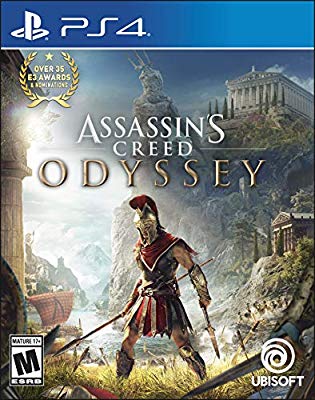 PS4
OVER 35
E3 AWARDS
& NOMINATIONS
ASSASSIN'S
CREED
ODYSSEY
MATURE 17+
M
ESRB
UBISOFT